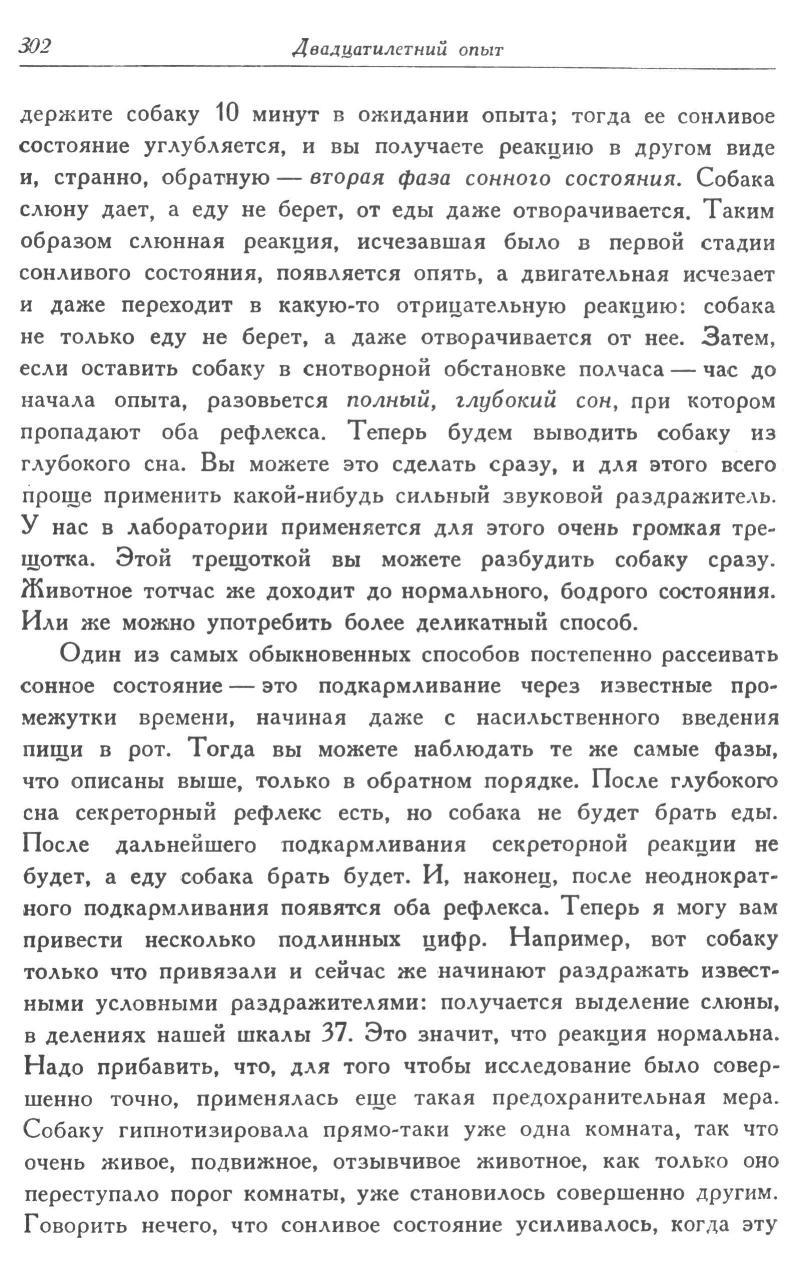 302
Двадцатилетний опыт
держите собаку 10 минут в ожидании опыта; тогда ее сонливое
состояние углубляется, и вы получаете реакцию в другом виде
и, странно, обратную — вторая фаза сонного состояния. Собака
слюну дает, а еду не берет, от еды даже отворачивается. Таким
образом слюнная реакция, исчезавшая было в первой стадии
сонливого состояния, появляется опять, а двигательная исчезает
и даже переходит в какую-то отрицательную реакцию: собака
не только еду не берет, а даже отворачивается от нее. Затем,
если оставить собаку в снотворной обстановке полчаса — час до
начала опыта, разовьется полный, глубокий сон, при котором
пропадают оба рефлекса. Теперь будем выводить собаку из
глубокого сна. Вы можете это сделать сразу, и для этого всего
проще применить какой-нибудь сильный звуковой раздражитель.
У нас в лаборатории применяется для этого очень громкая тре-
щотка. Этой трещоткой вы можете разбудить собаку сразу.
Животное тотчас же доходит до нормального, бодрого состояния.
Или же можно употребить более деликатный способ.
Один из самых обыкновенных способов постепенно рассеивать
сонное состояние — это подкармливание через известные про-
межутки времени, начиная даже с насильственного введения
пищи в рот. Тогда вы можете наблюдать те же самые фазы,
что описаны выше, только в обратном порядке. После глубокого
сна секреторный рефлекс есть, но собака не будет брать еды.
После дальнейшего подкармливания секреторной реакции не
будет, а еду собака брать будет. И, наконец, после неоднократ-
ного подкармливания появятся оба рефлекса. Теперь я могу вам
привести несколько подлинных цифр. Например, вот собаку
только что привязали и сейчас же начинают раздражать извест-
ными условными раздражителями: получается выделение слюны,
в делениях нашей шкалы 37. Это значит, что реакция нормальна.
Надо прибавить, что, для того чтобы исследование было совер-
шенно точно, применялась еще такая предохранительная мера.
Собаку гипнотизировала прямо-таки уже одна комната, так что
очень живое, подвижное, отзывчивое животное, как только оно
переступало порог комнаты, уже становилось совершенно другим.
Говорить нечего, что сонливое состояние усиливалось, когда эту